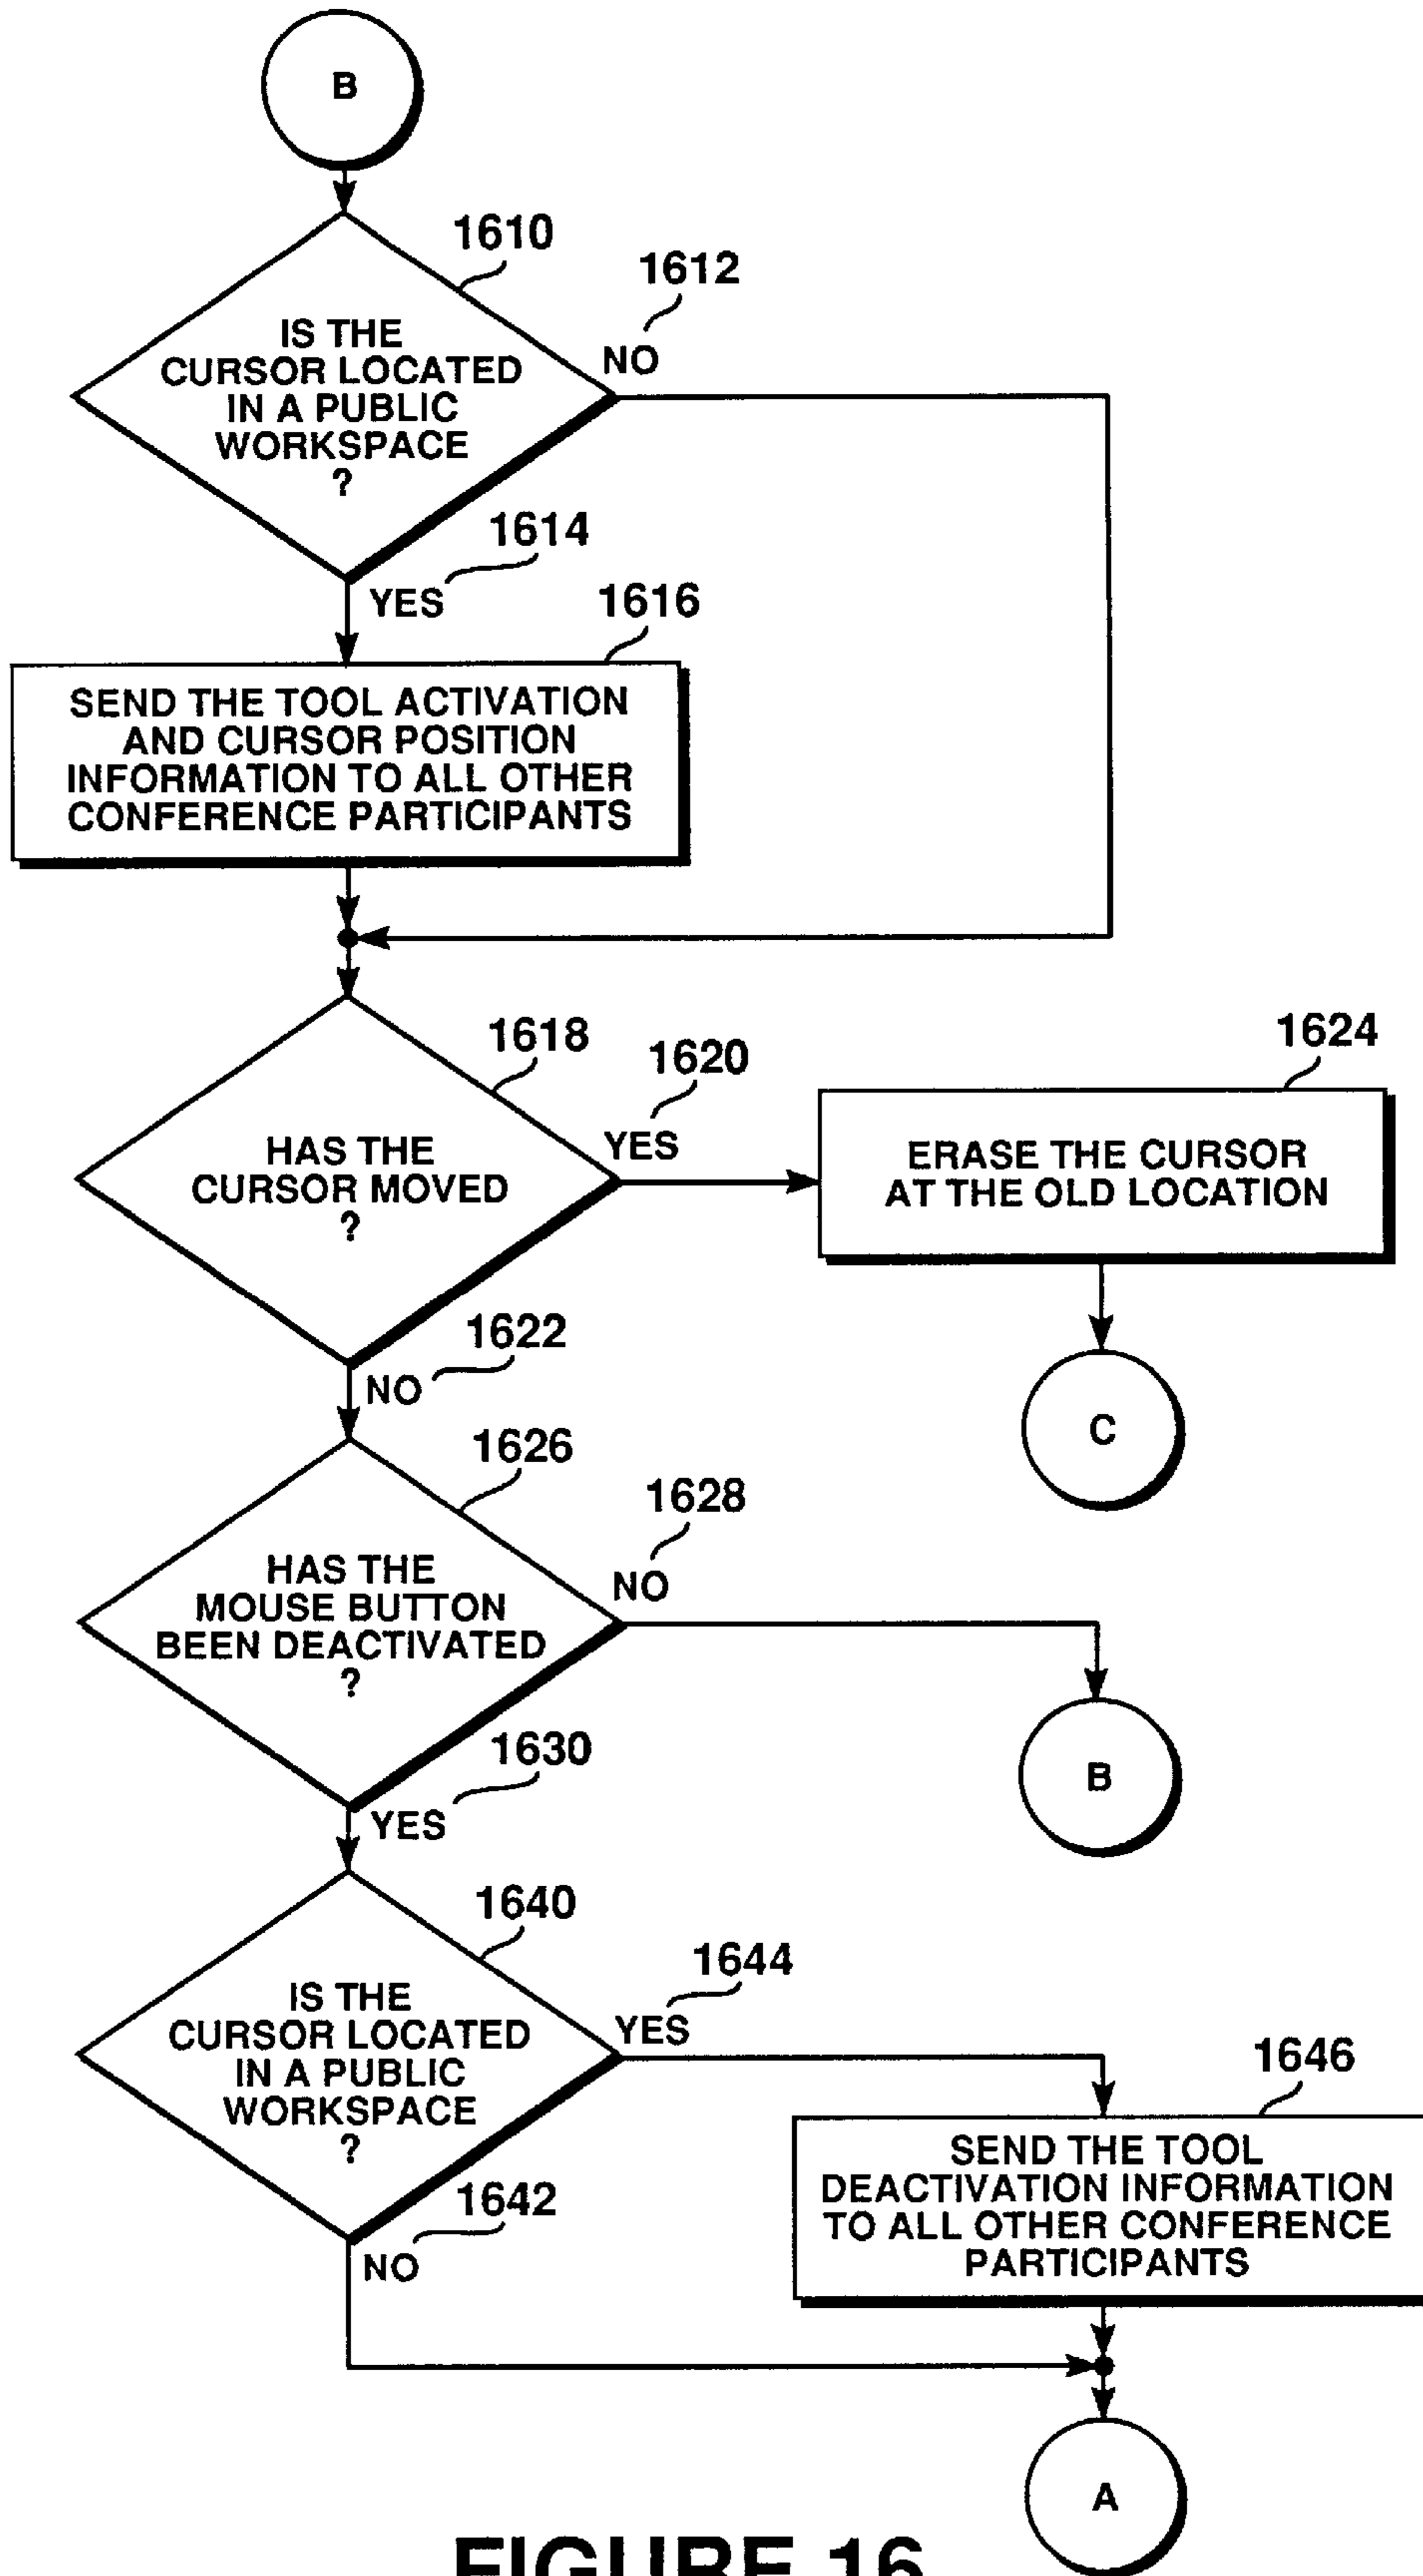 B
1610
1612
IS THE
CURSOR LOCATED
IN A PUBLIC
WORKSPACE
?
NO
1614
YES
1616
SEND THE TOOL ACTIVATION
AND CURSOR POSITION
INFORMATION TO ALL OTHER
CONFERENCE PARTICIPANTS
1618
1620
HAS THE
CURSOR MOVED
?
YES
1624
ERASE THE CURSOR
AT THE OLD LOCATION
1622
NO
C
1626
1628
HAS THE
MOUSE BUTTON
BEEN DEACTIVATED
?
NO
1630
YES
B
1640
1644
IS THE
CURSOR LOCATED
IN A PUBLIC
WORKSPACE
?
YES
1646
SEND THE TOOL
DEACTIVATION INFORMATION
TO ALL OTHER CONFERENCE
PARTICIPANTS
1642
NO
A
FIGURE 16